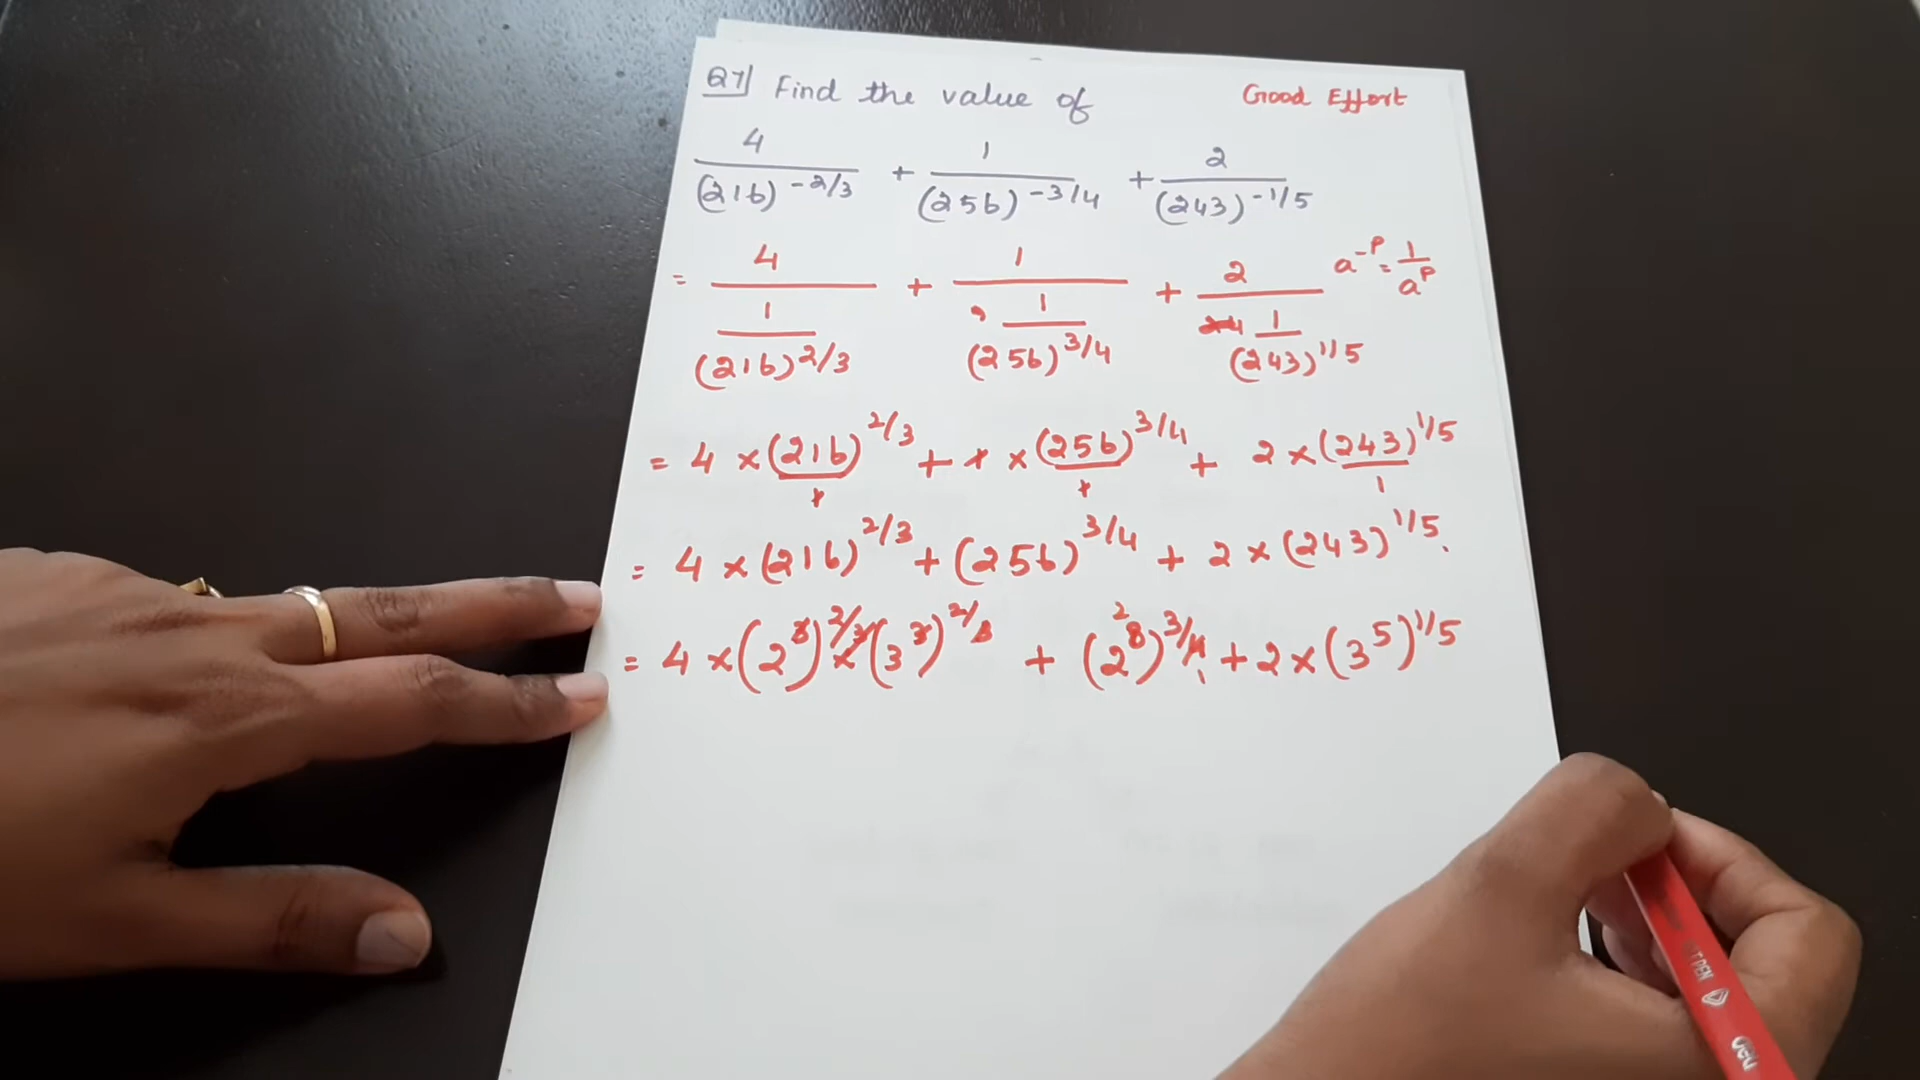 Q7 Find the value of
Good Effort
4/(216)^-2/3 + 1/(256)^-3/4 + 2/(243)^-1/5
= 4/(1/(216)^2/3) + 1/(1/(256)^3/4) + 2/(1/(243)^1/5)
a^-p = 1/a^p
= 4 × (216)^2/3 /1 + 1 × (256)^3/4 /1 + 2 × (243)^1/5 /1
= 4 × (216)^2/3 + (256)^3/4 + 2 × (243)^1/5.
= 4 × (2^3)^2/3 × (3^3)^2/3 + (2^8)^3/4 + 2 × (3^5)^1/5
deli